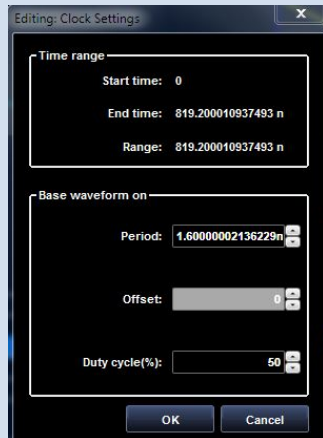 Editing: Clock Settings
x
Time range
Start time: 0
End time: 819.200010937493 n
Range: 819.200010937493 n
Base waveform on
Period: 1.60000002136229n
Offset: 0
Duty cycle(%): 50
OK Cancel